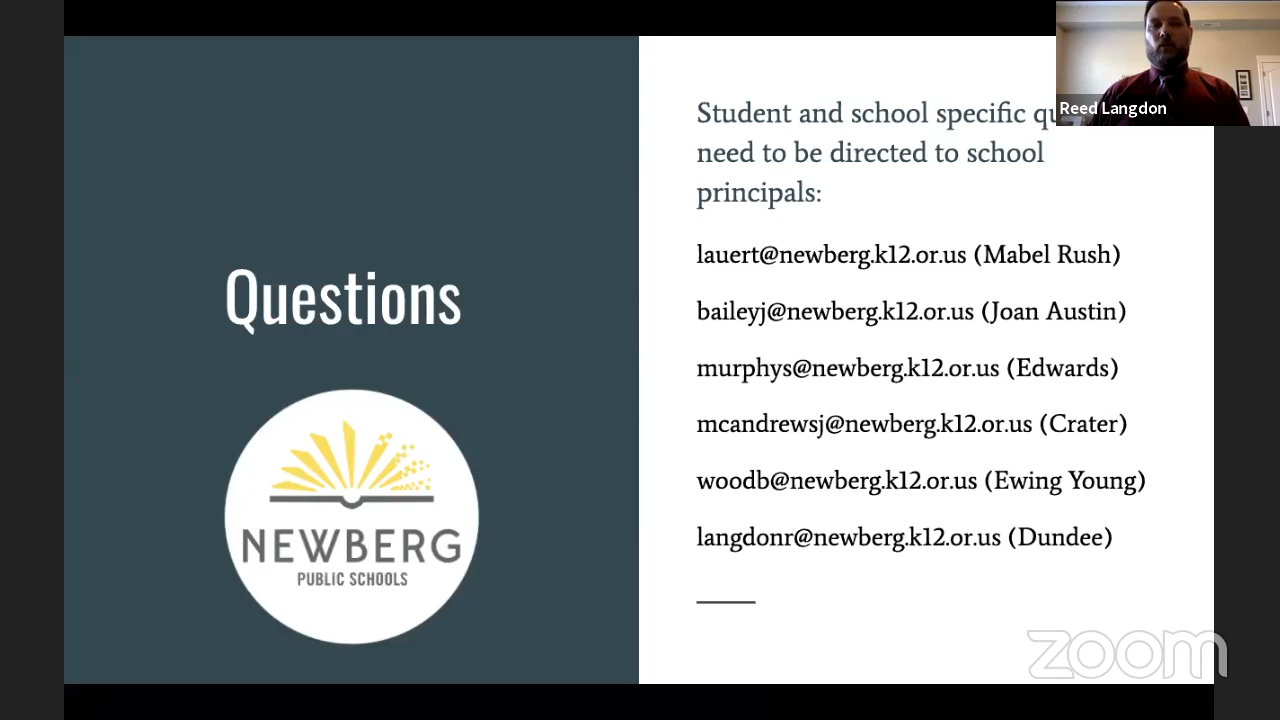 Reed Langdon
Student and school specific
need to be directed to school
principals:
lauert@newberg.k12.or.us (Mabel Rush)
baileyj@newberg.k12.or.us (Joan Austin)
Questions
murphys@newberg.k12.or.us (Edwards)
mcandrewsj@newberg.k12.or.us (Crater)
woodb@newberg.k12.or.us (Ewing Young)
langdonr@newberg.k12.or.us (Dundee)
NEWBERG
PUBLIC SCHOOLS
zoom